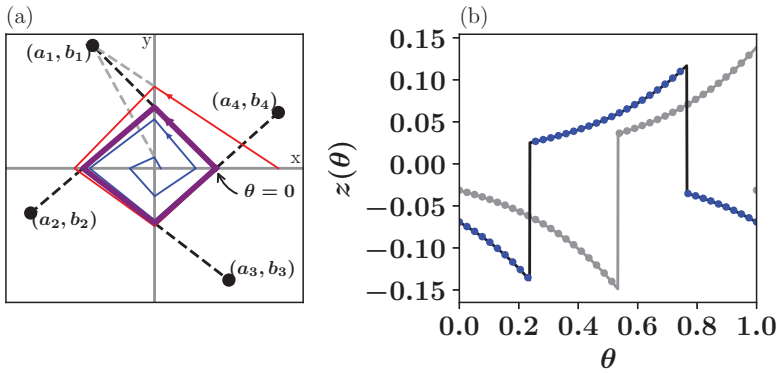 (a)
y
(a₁, b₁)
(a₄, b₄)
x
θ = 0
(a₂, b₂)
(a₃, b₃)
(b)
z(θ)
0.15
0.10
0.05
0.00
−0.05
−0.10
−0.15
0.0 0.2 0.4 0.6 0.8 1.0
θ